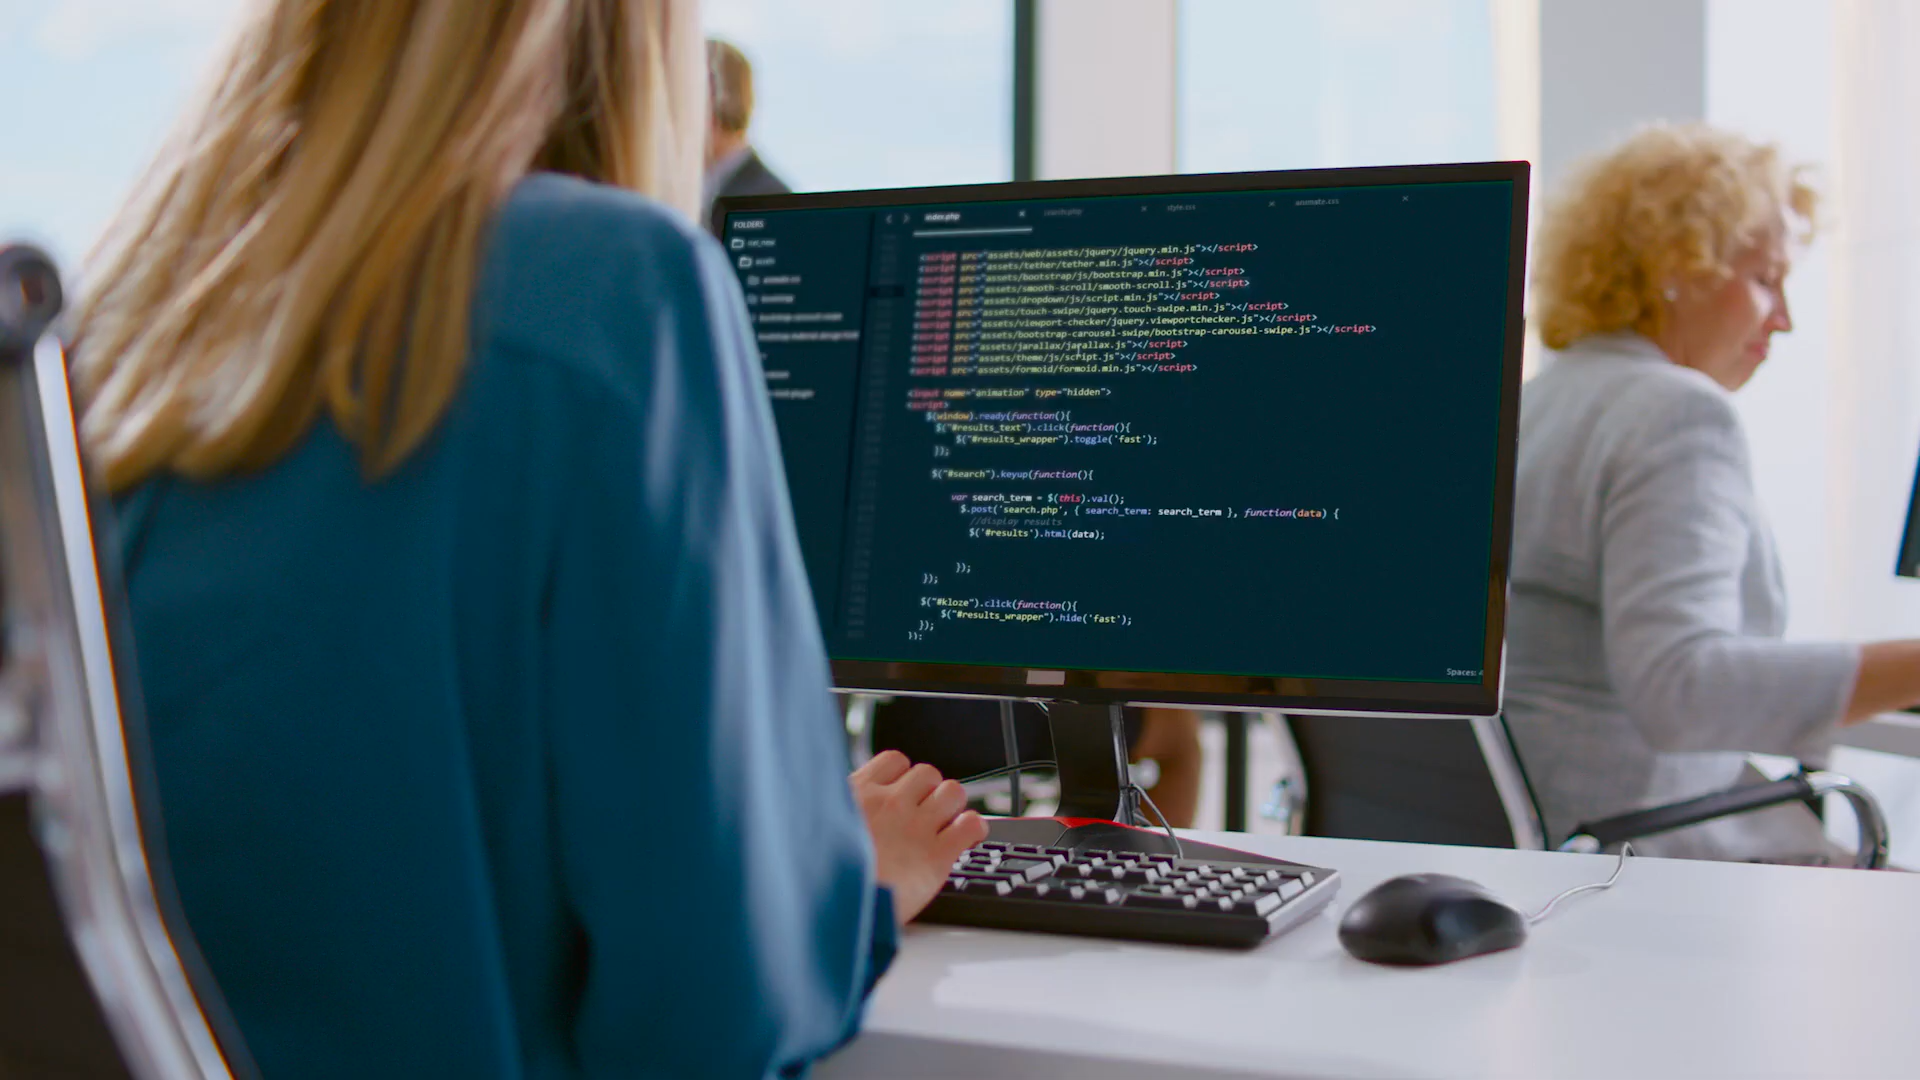 FOLDERS
index.php
search.php
style.css
animate.css
<script src="assets/web/assets/jquery/jquery.min.js"></script>
<script src="assets/tether/tether.min.js"></script>
<script src="assets/bootstrap/js/bootstrap.min.js"></script>
<script src="assets/smooth-scroll/smooth-scroll.js"></script>
<script src="assets/dropdown/js/script.min.js"></script>
<script src="assets/touch-swipe/jquery.touch-swipe.min.js"></script>
<script src="assets/viewport-checker/jquery.viewportchecker.js"></script>
<script src="assets/bootstrap-carousel-swipe/bootstrap-carousel-swipe.js"></script>
<script src="assets/jarallax/jarallax.js"></script>
<script src="assets/theme/js/script.js"></script>
<script src="assets/formoid/formoid.min.js"></script>
<input name="animation" type="hidden">
<script>
$(window).ready(function(){
$("#results_text").click(function(){
$("#results_wrapper").toggle('fast');
});
$("#search").keyup(function(){
var search_term = $(this).val();
$.post('search.php', { search_term: search_term }, function(data) {
//display results
$('#results').html(data);
});
});
$("#kloze").click(function(){
$("#results_wrapper").hide('fast');
});
});
Spaces: